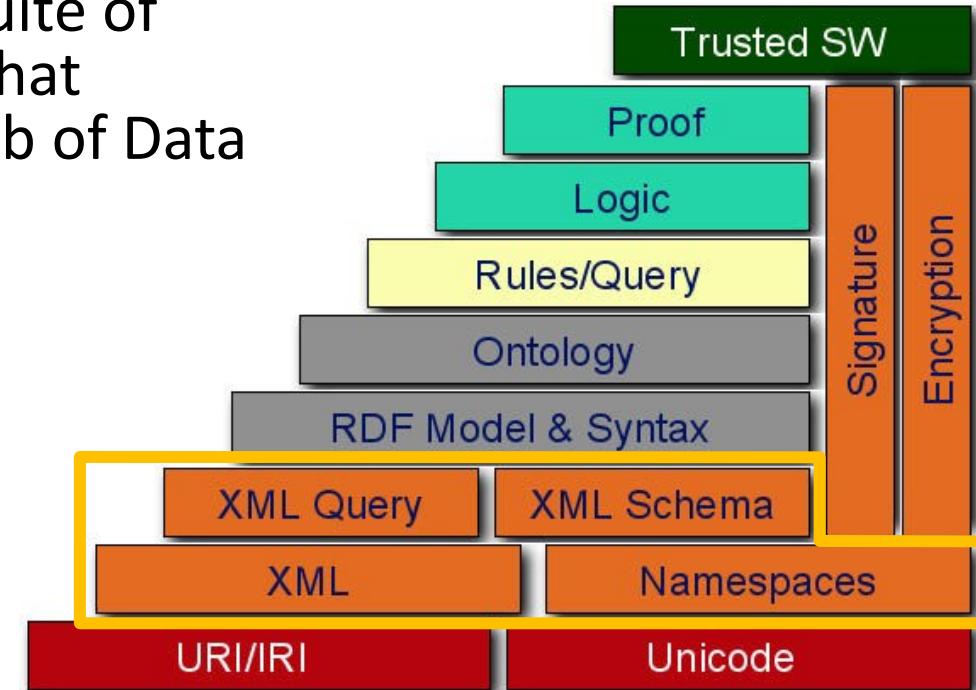 of
b of Data
Trusted SW
Proof
Logic
Rules/Query
Ontology
RDF Model & Syntax
XML Query
XML Schema
XML
Namespaces
URI/IRI
Unicode
Signature
Encryption